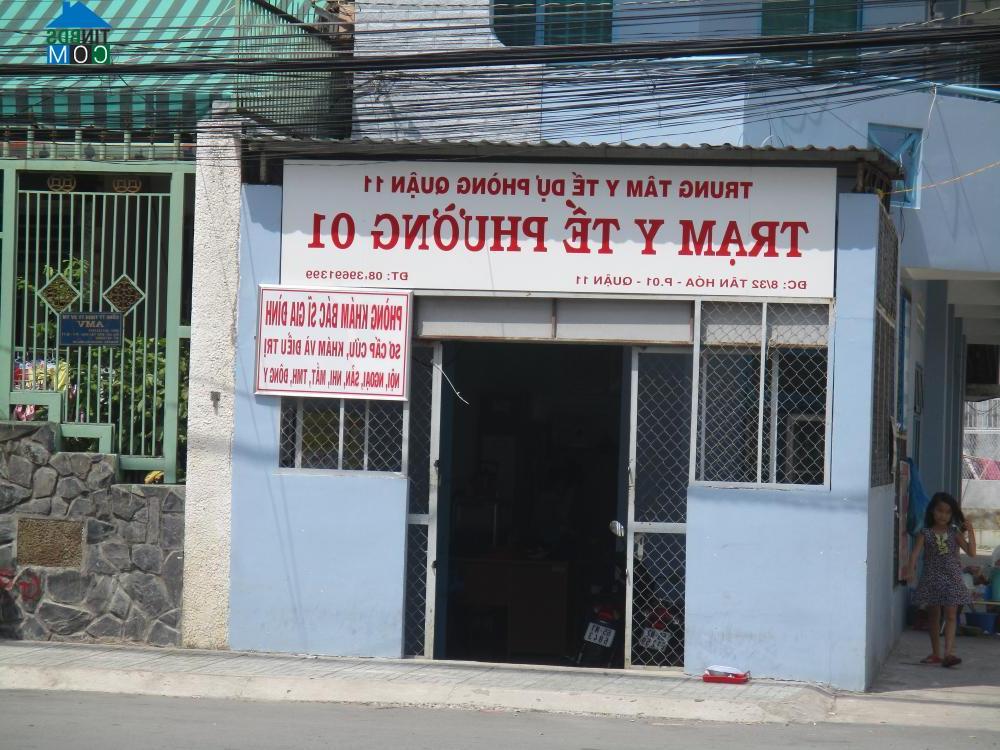 TINBDS
COM
TRUNG TÂM Y TẾ DỰ PHÒNG QUẬN 11
TRẠM Y TẾ PHƯỜNG 01
ĐC: 8/32 TÂN HÓA - P.01 - QUẬN 11
ĐT: 08.39691399
PHÒNG KHÁM BÁC SĨ GIA ĐÌNH
SƠ CẤP CỨU, KHÁM VÀ ĐIỀU TRỊ
NỘI, NGOẠI, SẢN, NHI, MẮT, TMH, ĐÔNG Y
AMV